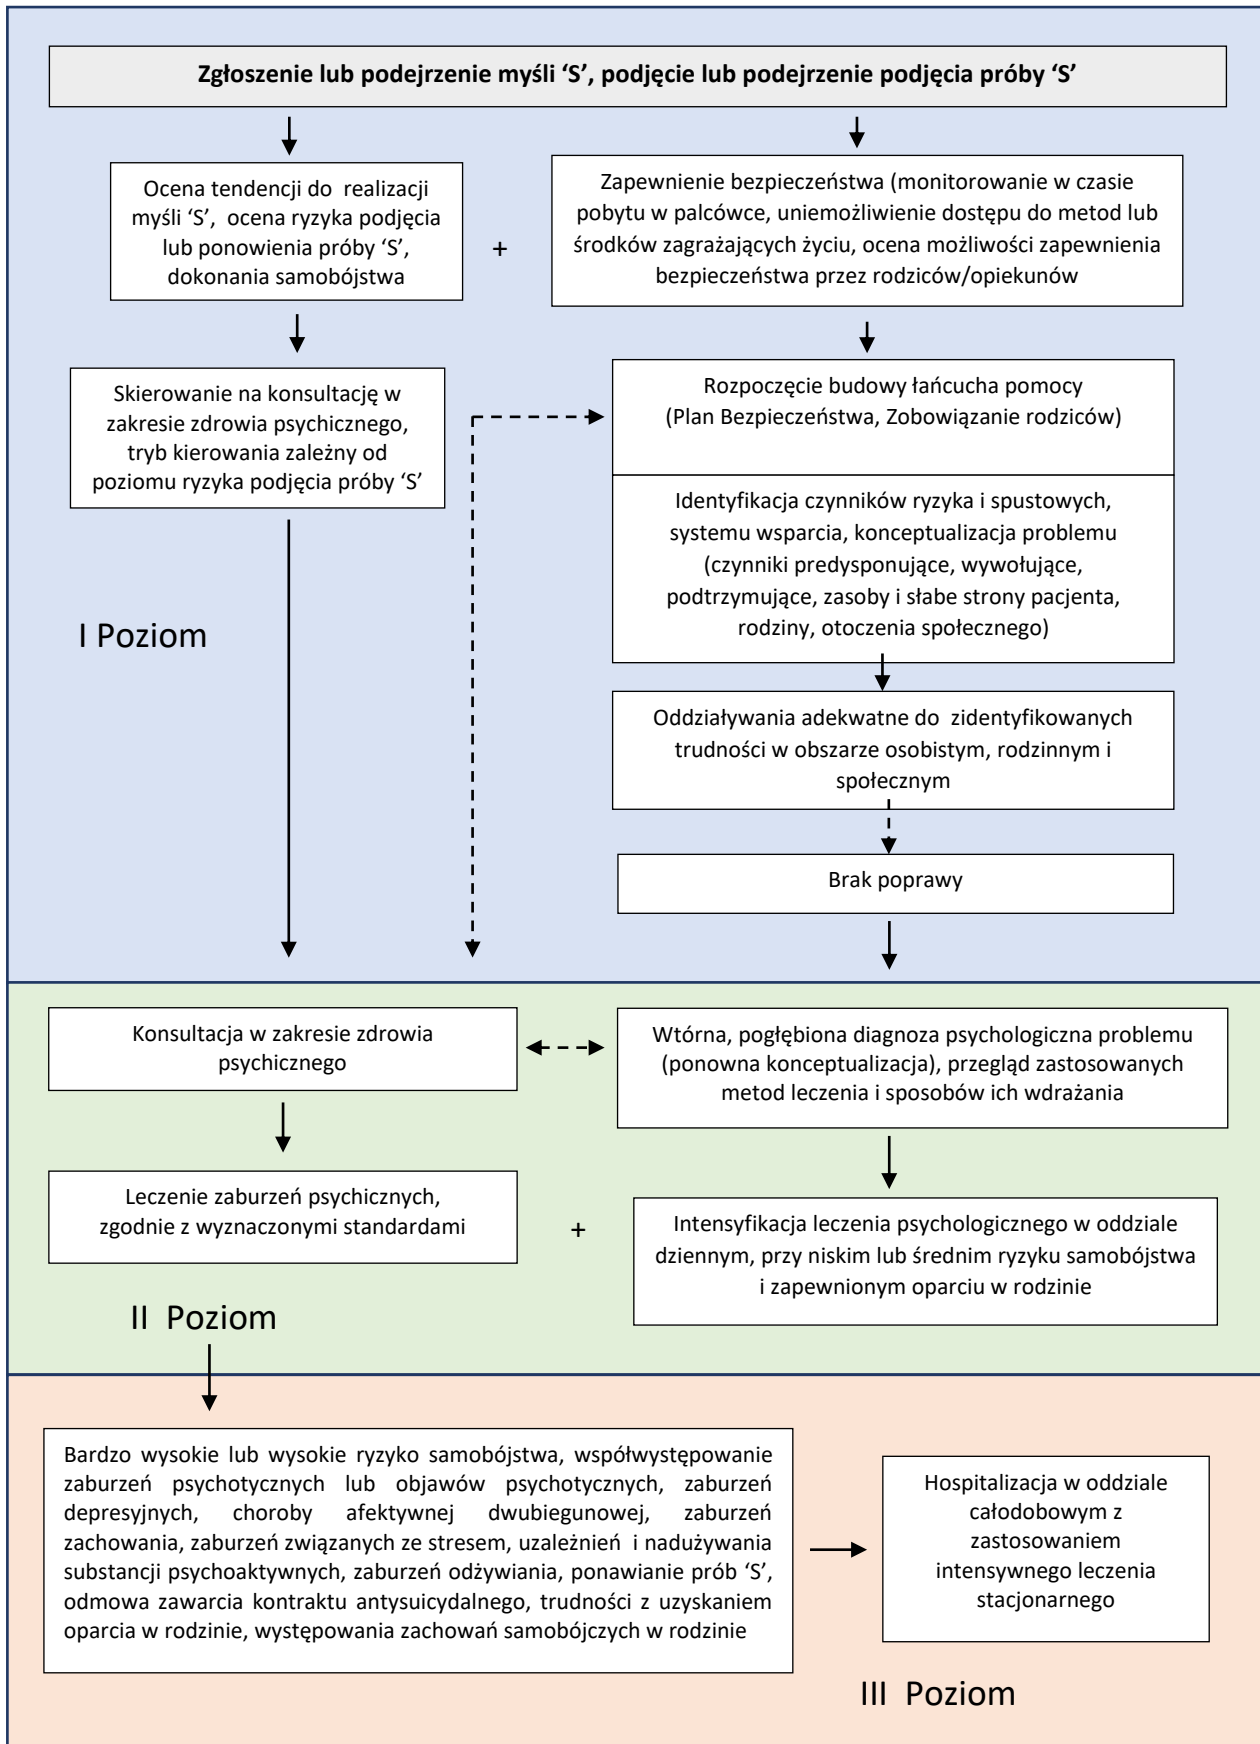 Zgłoszenie lub podejrzenie myśli ‘S’, podjęcie lub podejrzenie podjęcia próby ‘S’
Ocena tendencji do realizacji
myśli ‘S’, ocena ryzyka podjęcia
lub ponowienia próby ‘S’,
dokonania samobójstwa
+
Zapewnienie bezpieczeństwa (monitorowanie w czasie
pobytu w palcówce, uniemożliwienie dostępu do metod lub
środków zagrażających życiu, ocena możliwości zapewnienia
bezpieczeństwa przez rodziców/opiekunów
Skierowanie na konsultację w
zakresie zdrowia psychicznego,
tryb kierowania zależny od
poziomu ryzyka podjęcia próby ‘S’
Rozpoczęcie budowy łańcucha pomocy
(Plan Bezpieczeństwa, Zobowiązanie rodziców)
Identyfikacja czynników ryzyka i spustowych,
systemu wsparcia, konceptualizacja problemu
(czynniki predysponujące, wywołujące,
podtrzymujące, zasoby i słabe strony pacjenta,
rodziny, otoczenia społecznego)
I Poziom
Oddziaływania adekwatne do zidentyfikowanych
trudności w obszarze osobistym, rodzinnym i
społecznym
Brak poprawy
Konsultacja w zakresie zdrowia
psychicznego
Wtórna, pogłębiona diagnoza psychologiczna problemu
(ponowna konceptualizacja), przegląd zastosowanych
metod leczenia i sposobów ich wdrażania
Leczenie zaburzeń psychicznych,
zgodnie z wyznaczonymi standardami
+
Intensyfikacja leczenia psychologicznego w oddziale
dziennym, przy niskim lub średnim ryzyku samobójstwa
i zapewnionym oparciu w rodzinie
II Poziom
Bardzo wysokie lub wysokie ryzyko samobójstwa, współwystępowanie
zaburzeń psychotycznych lub objawów psychotycznych, zaburzeń
depresyjnych, choroby afektywnej dwubiegunowej, zaburzeń
zachowania, zaburzeń związanych ze stresem, uzależnień i nadużywania
substancji psychoaktywnych, zaburzeń odżywiania, ponawianie prób ‘S’,
odmowa zawarcia kontraktu antysuicydalnego, trudności z uzyskaniem
oparcia w rodzinie, występowania zachowań samobójczych w rodzinie
Hospitalizacja w oddziale
całodobowym z
zastosowaniem
intensywnego leczenia
stacjonarnego
III Poziom